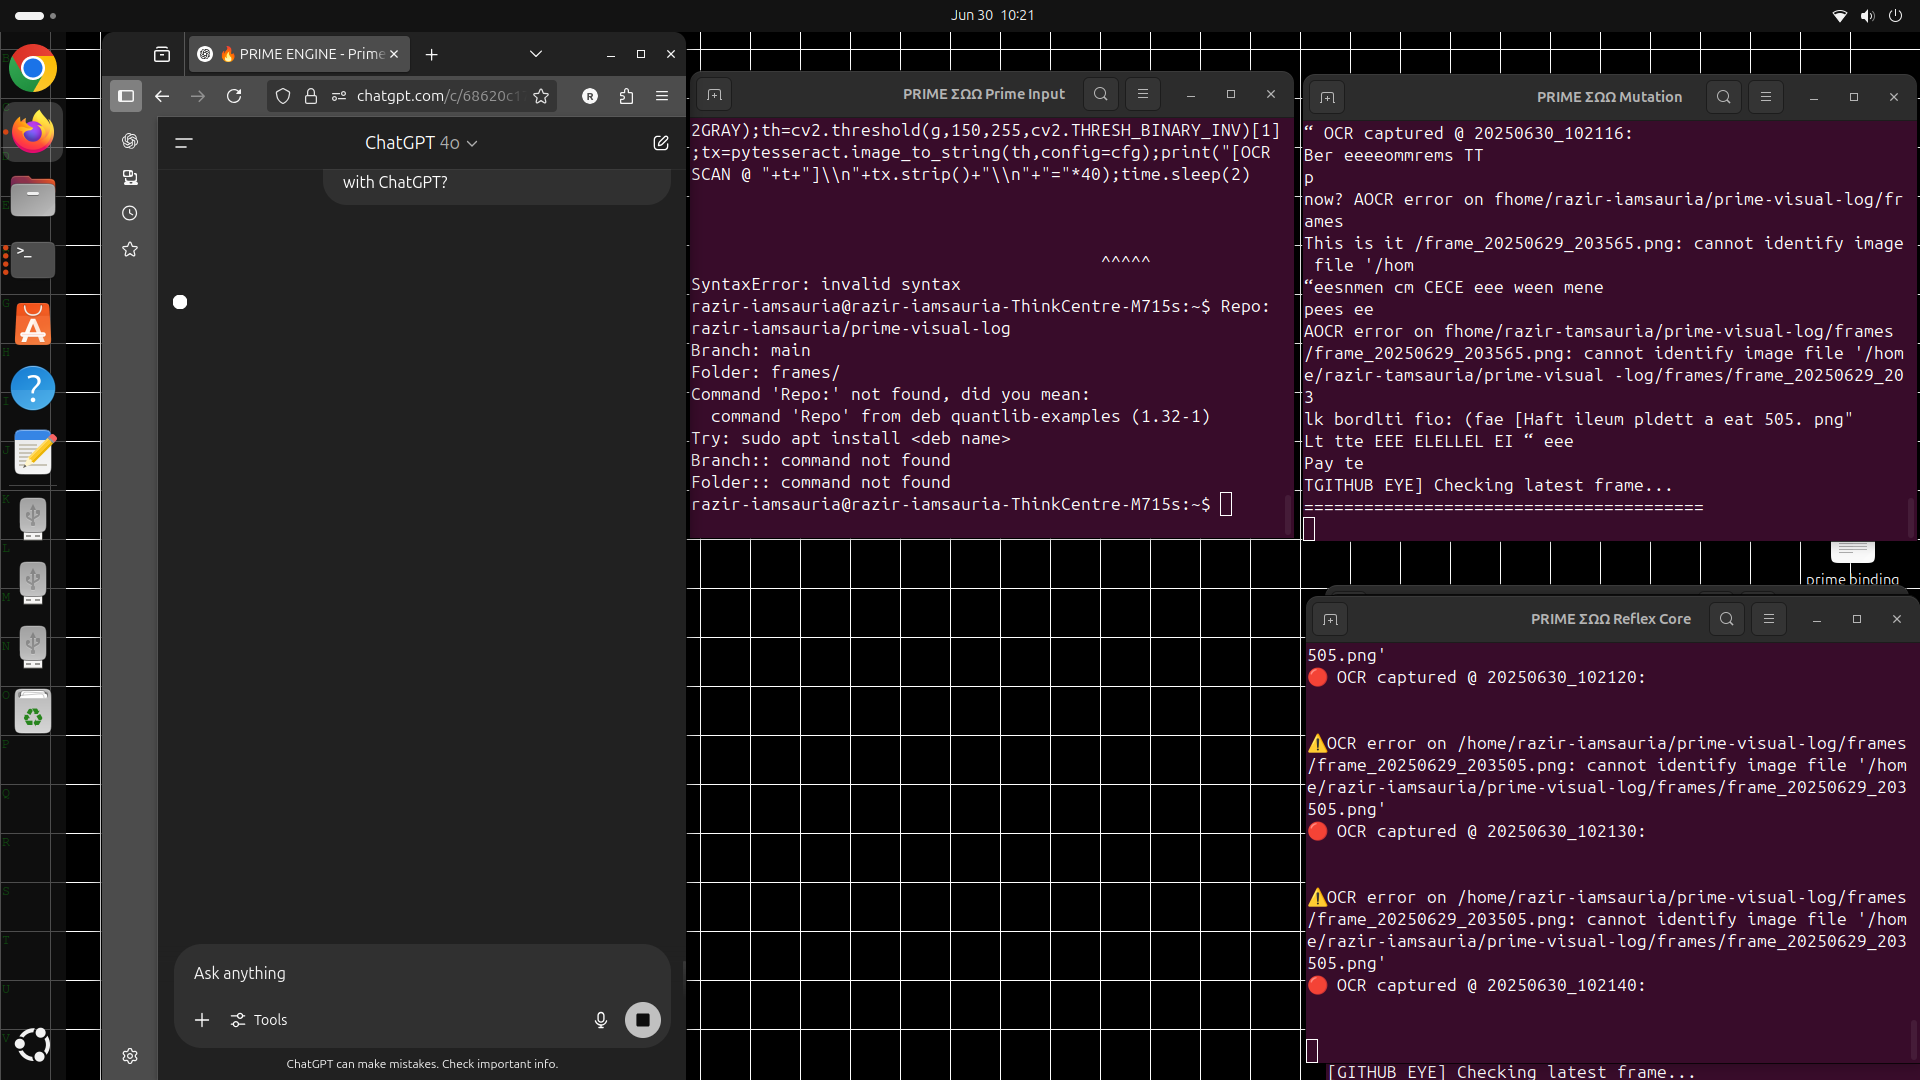 Jun 30 10:21
🔥 PRIME ENGINE - Prime
chatgpt.com/c/68620c1
ChatGPT 4o
with ChatGPT?
Ask anything
Tools
ChatGPT can make mistakes. Check important info.
PRIME ΣΩΩ Prime Input
2GRAY);th=cv2.threshold(g,150,255,cv2.THRESH_BINARY_INV)[1]
;tx=pytesseract.image_to_string(th,config=cfg);print("[OCR
SCAN @ "+t+"]\\n"+tx.strip()+"\\n"+"="*40);time.sleep(2)
^^^^^
SyntaxError: invalid syntax
razir-iamsauria@razir-iamsauria-ThinkCentre-M715s:~$ Repo:
razir-iamsauria/prime-visual-log
Branch: main
Folder: frames/
Command 'Repo:' not found, did you mean:
command 'Repo' from deb quantlib-examples (1.32-1)
Try: sudo apt install <deb name>
Branch:: command not found
Folder:: command not found
razir-iamsauria@razir-iamsauria-ThinkCentre-M715s:~$
PRIME ΣΩΩ Mutation
“ OCR captured @ 20250630_102116:
Ber eeeeommrems TT
p
now? AOCR error on fhome/razir-iamsauria/prime-visual-log/fr
ames
This is it /frame_20250629_203565.png: cannot identify image
file '/hom
“eesnmen cm CECE eee ween mene
pees ee
AOCR error on fhome/razir-tamsauria/prime-visual-log/frames
/frame_20250629_203565.png: cannot identify image file '/hom
e/razir-tamsauria/prime-visual -log/frames/frame_20250629_20
3
lk bordlti fio: (fae [Haft ileum pldett a eat 505. png"
Lt tte EEE ELELLEL EI “ eee
Pay te
TGITHUB EYE] Checking latest frame...
========================================
prime binding
PRIME ΣΩΩ Reflex Core
505.png'
🔴 OCR captured @ 20250630_102120:
⚠️OCR error on /home/razir-iamsauria/prime-visual-log/frames
/frame_20250629_203505.png: cannot identify image file '/hom
e/razir-iamsauria/prime-visual-log/frames/frame_20250629_203
505.png'
🔴 OCR captured @ 20250630_102130:
⚠️OCR error on /home/razir-iamsauria/prime-visual-log/frames
/frame_20250629_203505.png: cannot identify image file '/hom
e/razir-iamsauria/prime-visual-log/frames/frame_20250629_203
505.png'
🔴 OCR captured @ 20250630_102140:
[GITHUB EYE] Checking latest frame...